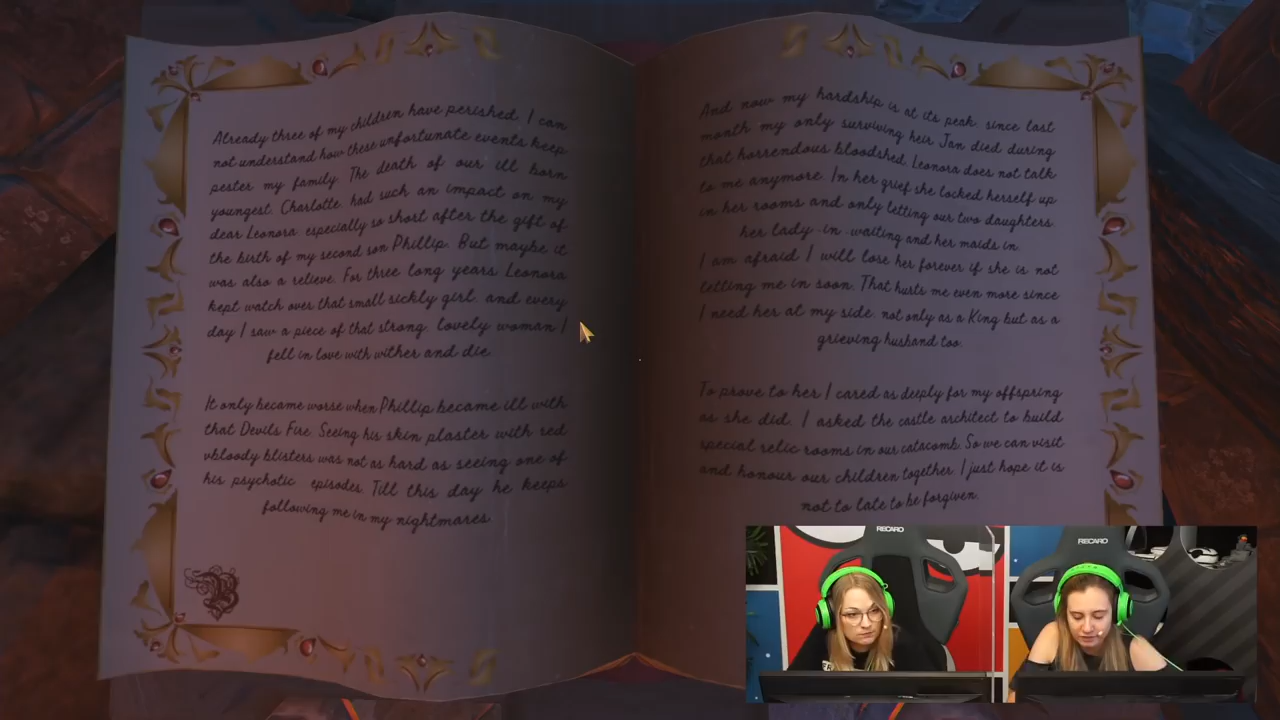 Already three of my children have perished. I can
not understand how these unfortunate events keep
pester my family. The death of our ill born
youngest, Charlotte, had such an impact on my
dear Leonora, especially so short after the gift of
the birth of my second son Phillip. But maybe it
was also a relieve. For three long years Leonora
kept watch over that small sickly girl, and every
day I saw a piece of that strong, lovely woman I
fell in love with wither and die.
It only became worse when Phillip became ill with
that Devils Fire. Seeing his skin plaster with red
vbloody blisters was not as hard as seeing one of
his psychotic episodes. Till this day he keeps
following me in my nightmares.
And now my hardship is at its peak, since last
month my only surviving heir, Jan died during
that horrendous bloodshed. Leonora does not talk
to me anymore. In her grief she locked herself up
in her rooms and only letting our two daughters,
her lady-in-waiting and her maids in.
I am afraid I will lose her forever if she is not
letting me in soon. That hurts me even more since
I need her at my side, not only as a King but as a
grieving husband too.
To prove to her I cared as deeply for my offspring
as she did, I asked the castle architect to build
special relic rooms in our catacomb. So we can visit
and honour our children together. I just hope it is
not to late to be forgiven.
RECARO
RECARO